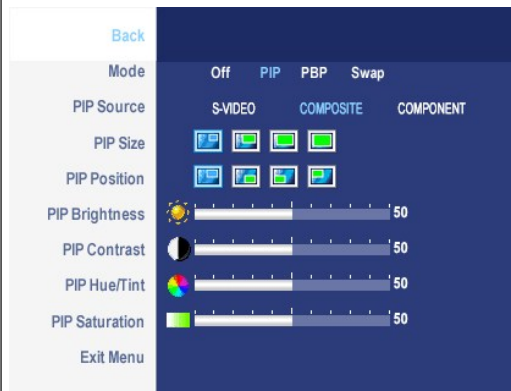 Back
Mode Off PIP PBP Swap
PIP Source S-VIDEO COMPOSITE COMPONENT
PIP Size
PIP Position
PIP Brightness 50
PIP Contrast 50
PIP Hue/Tint 50
PIP Saturation 50
Exit Menu